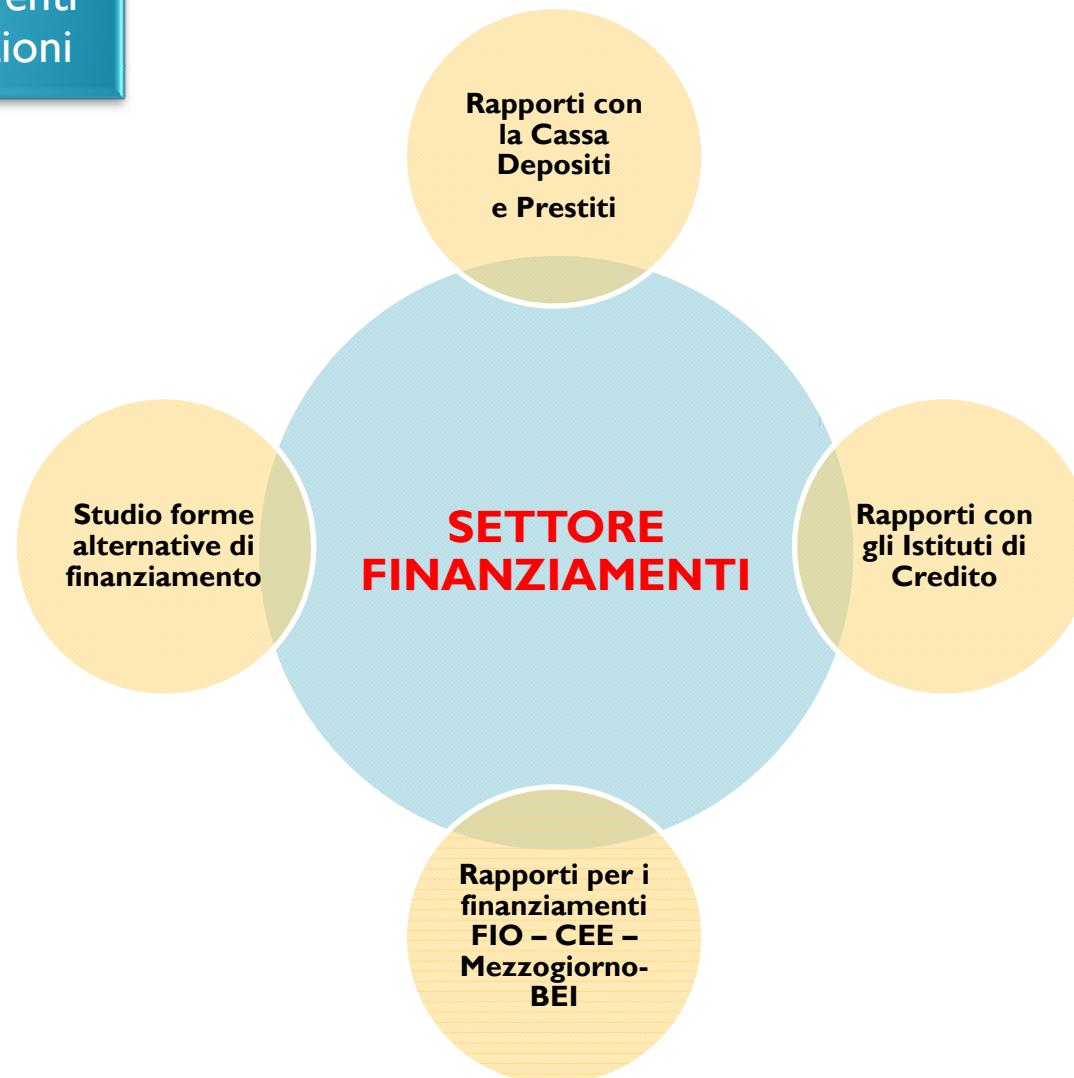 Rapporti con
la Cassa
Depositi
e Prestiti
Studio forme
alternative di
finanziamento
SETTORE
FINANZIAMENTI
Rapporti con
gli Istituti di
Credito
Rapporti per i
finanziamenti
FIO – CEE –
Mezzogiorno-
BEI